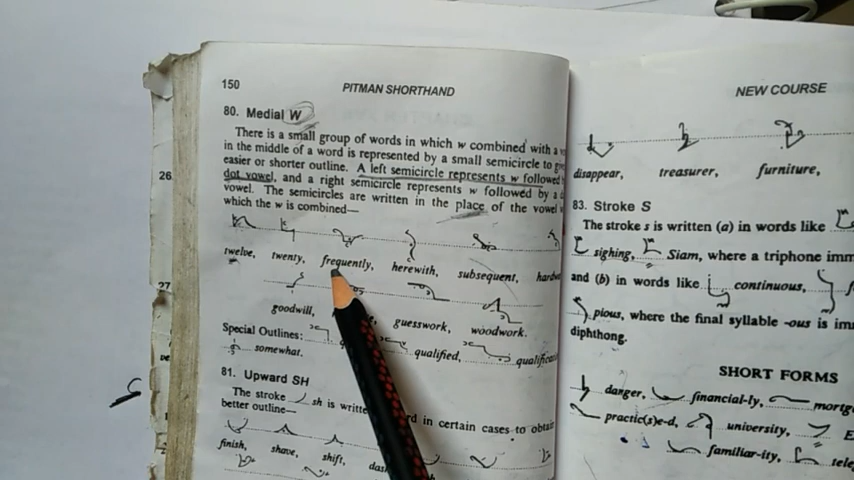 150 PITMAN SHORTHAND
80. Medial W
There is a small group of words in which w combined with a
in the middle of a word is represented by a small semicircle to
easier or shorter outline. A left semicircle represents w followed
dot vowel, and a right semicircle represents w followed by a
vowel. The semicircles are written in the place of the vowel
which the w is combined—
twelve, twenty, frequently, herewith, subsequent,
goodwill, guesswork, woodwork.
Special Outlines: qualified,
somewhat.
81. Upward SH
The stroke sh is in certain cases to obtain
better outline—
finish, shave, shift,
26
27
NEW COURSE
disappear, treasurer, furniture,
83. Stroke S
The stroke s is written (a) in words like
sighing, Siam, where a triphone
and (b) in words like continuous,
pious, where the final syllable -ous is
diphthong.
SHORT FORMS
danger, financial-ly,
practic(s)e-d, university,
familiar-ity,